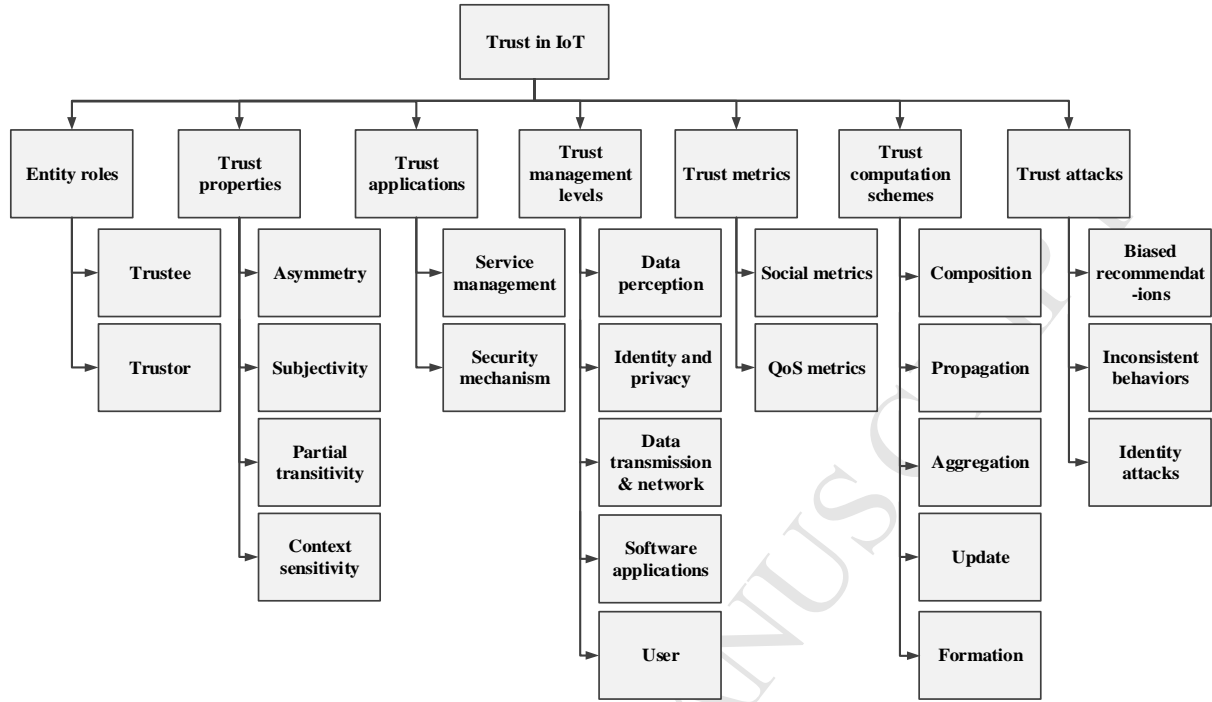 Trust in IoT
Entity roles
Trust
properties
Trust
applications
Trust
management
levels
Trust metrics
Trust
computation
schemes
Trust attacks
Trustee
Trustor
Asymmetry
Subjectivity
Partial
transitivity
Context
sensitivity
Service
management
Security
mechanism
Data
perception
Identity and
privacy
Data
transmission
& network
Software
applications
User
Social metrics
QoS metrics
Composition
Propagation
Aggregation
Update
Formation
Biased
recommendat
-ions
Inconsistent
behaviors
Identity
attacks